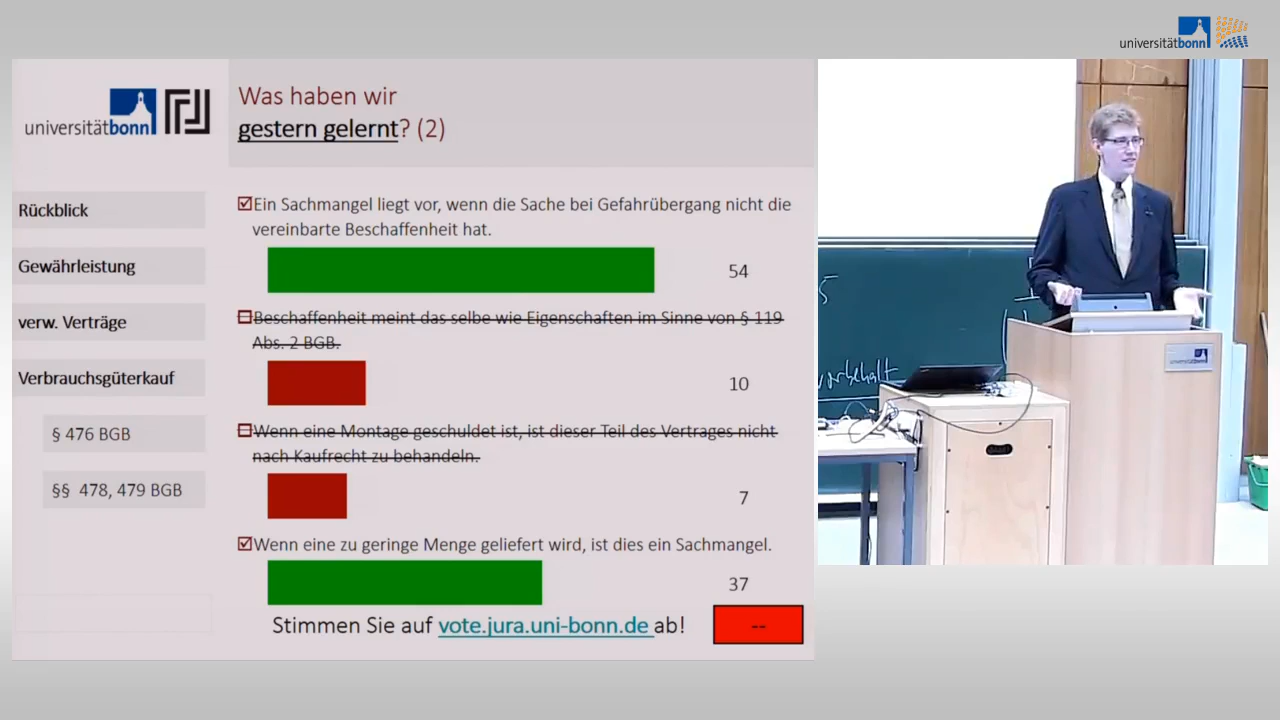 universitätbonn
universitätbonn
Was haben wir
gestern gelernt? (2)
Rückblick
Gewährleistung
verw. Verträge
Verbrauchsgüterkauf
§ 476 BGB
§§ 478, 479 BGB
Ein Sachmangel liegt vor, wenn die Sache bei Gefahrübergang nicht die
vereinbarte Beschaffenheit hat.
54
Beschaffenheit meint das selbe wie Eigenschaften im Sinne von § 119
Abs. 2 BGB.
10
Wenn eine Montage geschuldet ist, ist dieser Teil des Vertrages nicht
nach Kaufrecht zu behandeln.
7
Wenn eine zu geringe Menge geliefert wird, ist dies ein Sachmangel.
37
Stimmen Sie auf vote.jura.uni-bonn.de ab!
--
universitätbonn